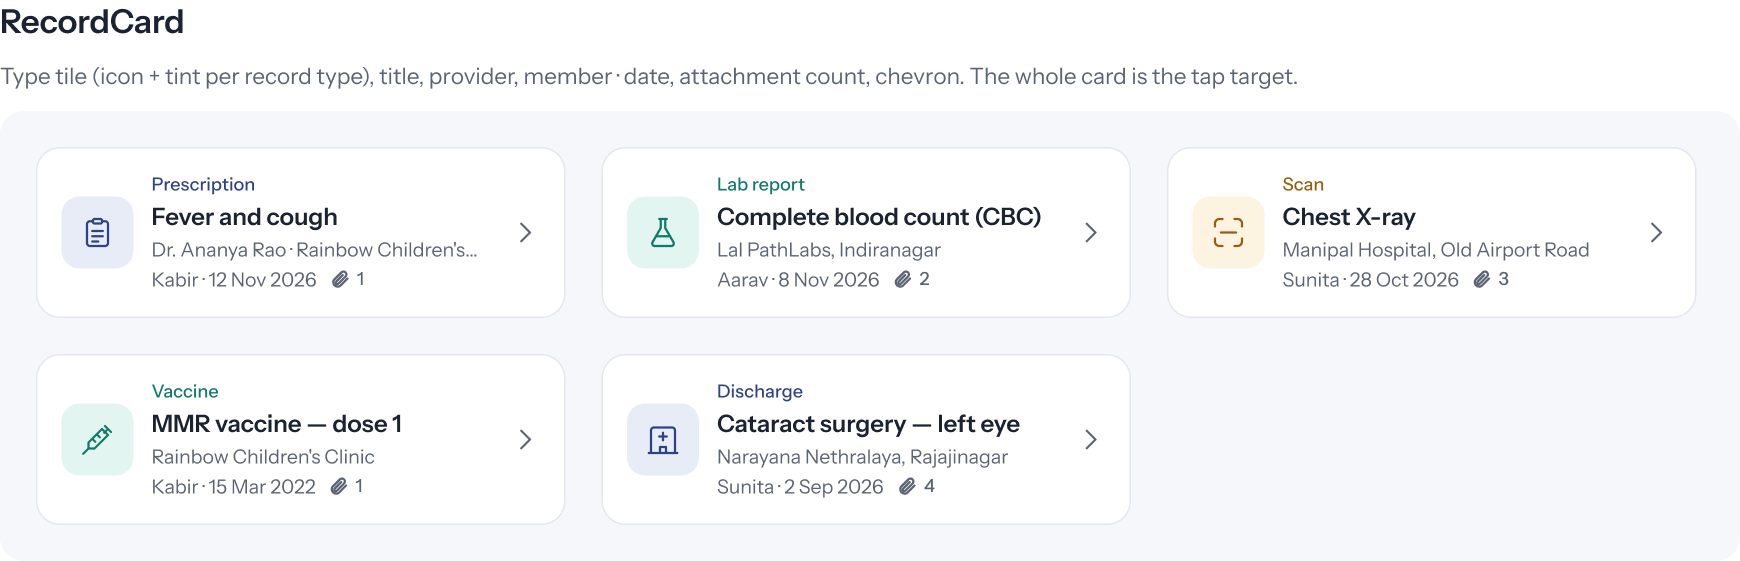 RecordCard
Type tile (icon + tint per record type), title, provider, member · date, attachment count, chevron. The whole card is the tap target.
Prescription
Fever and cough
Dr. Ananya Rao · Rainbow Children's...
Kabir · 12 Nov 2026 1
Lab report
Complete blood count (CBC)
Lal PathLabs, Indiranagar
Aarav · 8 Nov 2026 2
Scan
Chest X-ray
Manipal Hospital, Old Airport Road
Sunita · 28 Oct 2026 3
Vaccine
MMR vaccine — dose 1
Rainbow Children's Clinic
Kabir · 15 Mar 2022 1
Discharge
Cataract surgery — left eye
Narayana Nethralaya, Rajajinagar
Sunita · 2 Sep 2026 4